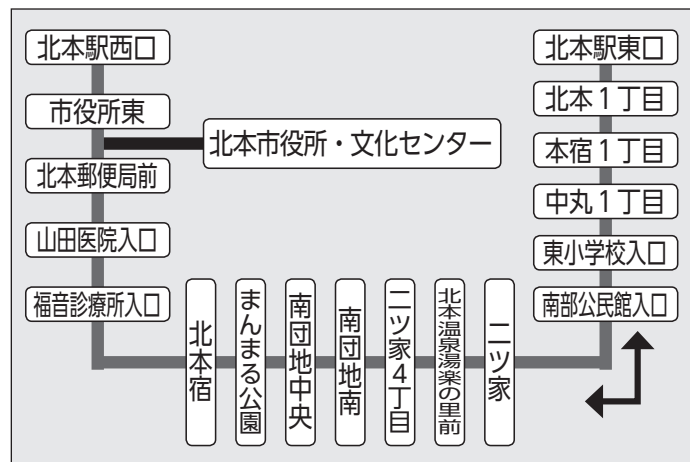 北本駅西口
市役所東
北本市役所・文化センター
北本郵便局前
山田医院入口
福音診療所入口
北本宿
まんまる公園
南団地中央
南団地南
二ツ家4丁目
北本温泉湯楽の里前
二ツ家
北本駅東口
北本1丁目
本宿1丁目
中丸1丁目
東小学校入口
南部公民館入口